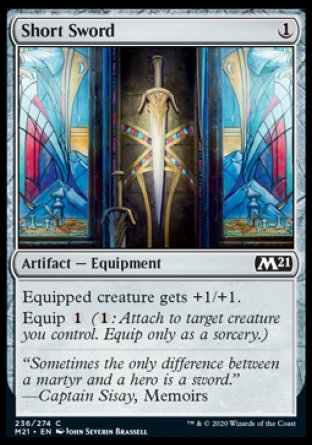 Short Sword 1
Artifact — Equipment M21
Equipped creature gets +1/+1.
Equip 1 (1: Attach to target creature
you control. Equip only as a sorcery.)
“Sometimes the only difference between
a martyr and a hero is a sword.”
—Captain Sisay, Memoirs
236/274 C
M21 • EN John Severin Brassell ™ & © 2020 Wizards of the Coast